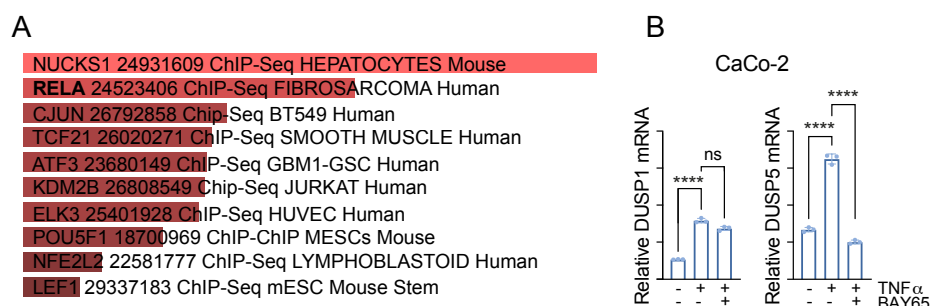 A
NUCKS1 24931609 ChIP-Seq HEPATOCYTES Mouse
RELA 24523406 ChIP-Seq FIBROSARCOMA Human
CJUN 26792858 Chip-Seq BT549 Human
TCF21 26020271 ChIP-Seq SMOOTH MUSCLE Human
ATF3 23680149 ChIP-Seq GBM1-GSC Human
KDM2B 26808549 Chip-Seq JURKAT Human
ELK3 25401928 ChIP-Seq HUVEC Human
POU5F1 18700969 ChIP-ChIP MESCs Mouse
NFE2L2 22581777 ChIP-Seq LYMPHOBLASTOID Human
LEF1 29337183 ChIP-Seq mESC Mouse Stem
B
CaCo-2
Relative DUSP1 mRNA
**** ns
Relative DUSP5 mRNA
**** ****
- + + - + + TNFα
- - + - - + BAY65